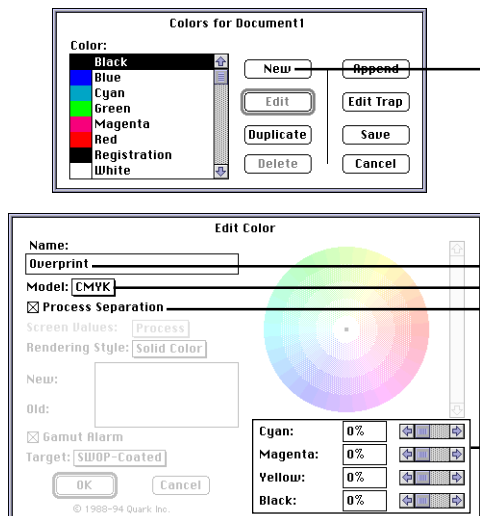 Colors for Document1
Color:
Black
Blue
Cyan
Green
Magenta
Red
Registration
White
New
Append
Edit
Edit Trap
Duplicate
Save
Delete
Cancel
Edit Color
Name:
Overprint
Model: CMYK
Process Separation
Screen Values: Process
Rendering Style: Solid Color
New:
Old:
Gamut Alarm
Target: SWOP-Coated
OK Cancel
© 1988-94 Quark Inc.
Cyan: 0%
Magenta: 0%
Yellow: 0%
Black: 0%